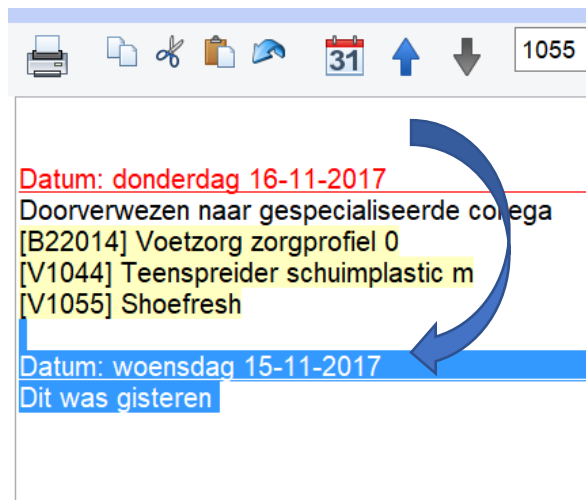 31
1055
Datum: donderdag 16-11-2017
Doorverwezen naar gespecialiseerde collega
[B22014] Voetzorg zorgprofiel 0
[V1044] Teenspreider schuimplastic m
[V1055] Shoefresh
Datum: woensdag 15-11-2017
Dit was gisteren